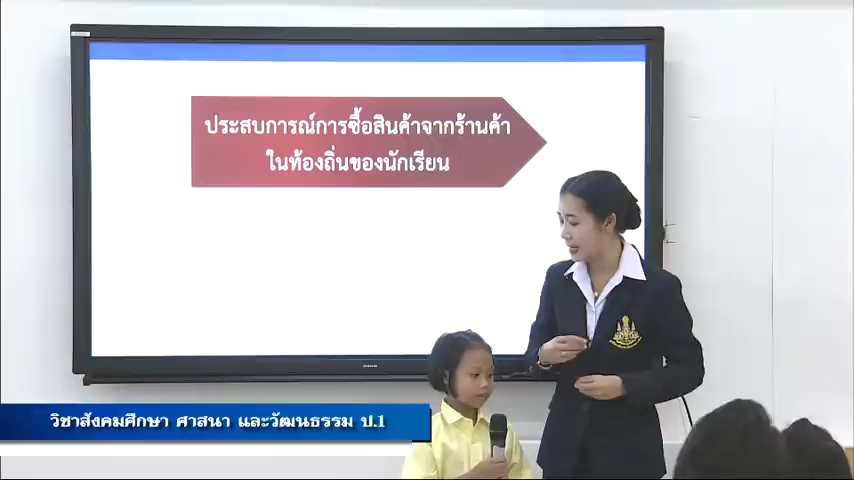 ประสบการณ์การซื้อสินค้าจากร้านค้า
ในท้องถิ่นของนักเรียน
วิชาสังคมศึกษา ศาสนา และวัฒนธรรม ป.1